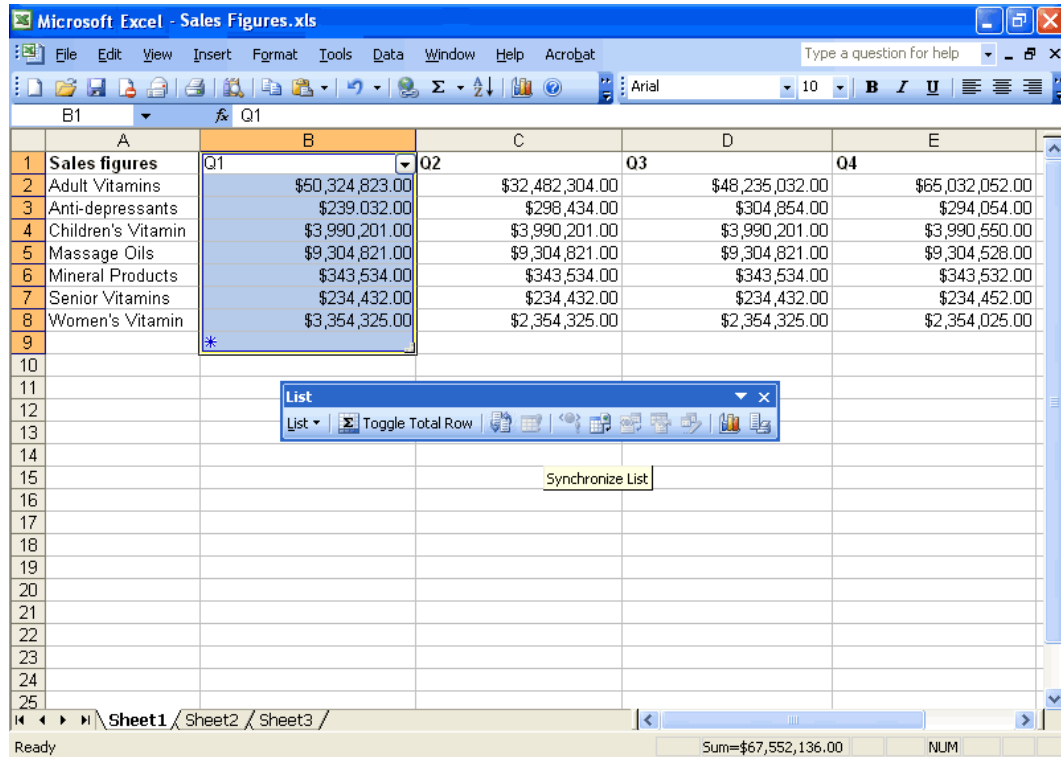 Microsoft Excel - Sales Figures.xls
File Edit View Insert Format Tools Data Window Help Acrobat Type a question for help
Arial 10 B I U
B1 fx Q1
A B C D E
1 Sales figures Q1 Q2 Q3 Q4
2 Adult Vitamins $50,324,823.00 $32,482,304.00 $48,235,032.00 $65,032,052.00
3 Anti-depressants $239.032.00 $298,434.00 $304,854.00 $294,054.00
4 Children's Vitamin $3,990,201.00 $3,990,201.00 $3,990,201.00 $3,990,550.00
5 Massage Oils $9,304,821.00 $9,304,821.00 $9,304,821.00 $9,304,528.00
6 Mineral Products $343,534.00 $343,534.00 $343,534.00 $343,532.00
7 Senior Vitamins $234,432.00 $234,432.00 $234,432.00 $234,452.00
8 Women's Vitamin $3,354,325.00 $2,354,325.00 $2,354,325.00 $2,354,025.00
9 *
10
11
List
12
List Σ Toggle Total Row
13
14
15 Synchronize List
16
17
18
19
20
21
22
23
24
25
Sheet1 Sheet2 Sheet3
Ready Sum=$67,552,136.00 NUM